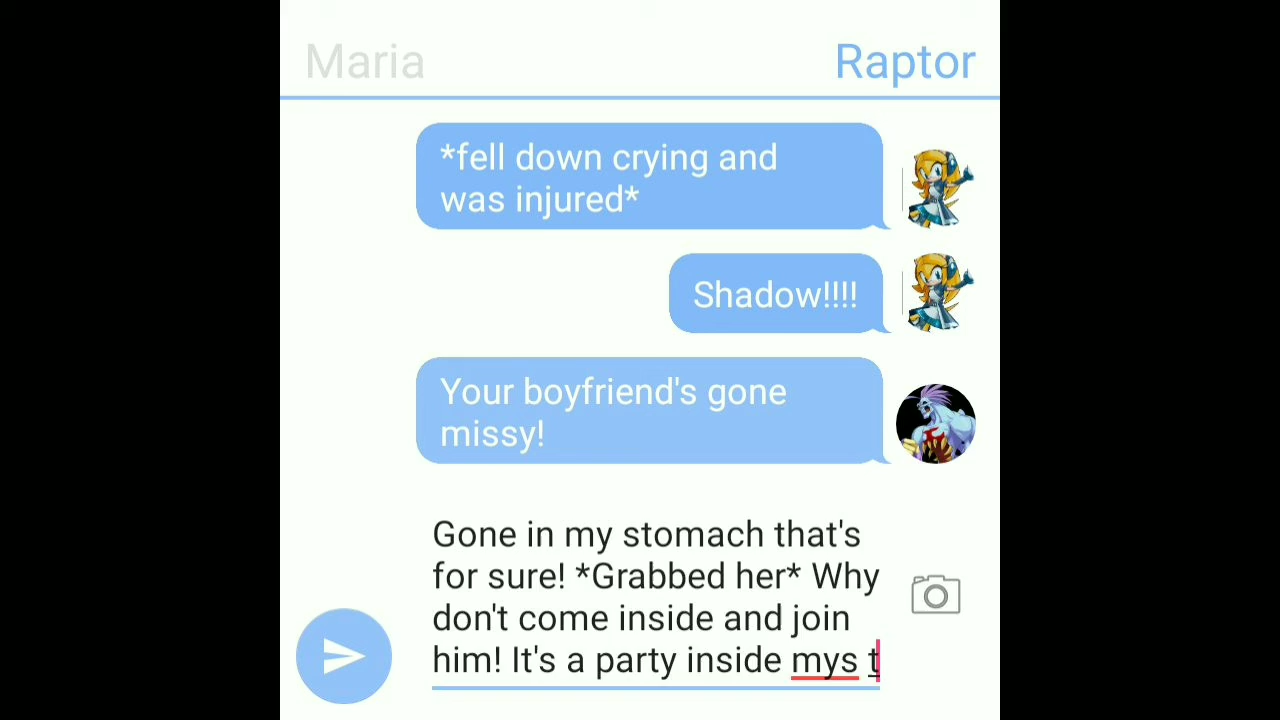 Maria
Raptor
*fell down crying and
was injured*
Shadow!!!!
Your boyfriend's gone
missy!
Gone in my stomach that's
for sure! *Grabbed her* Why
don't come inside and join
him! It's a party inside mys t